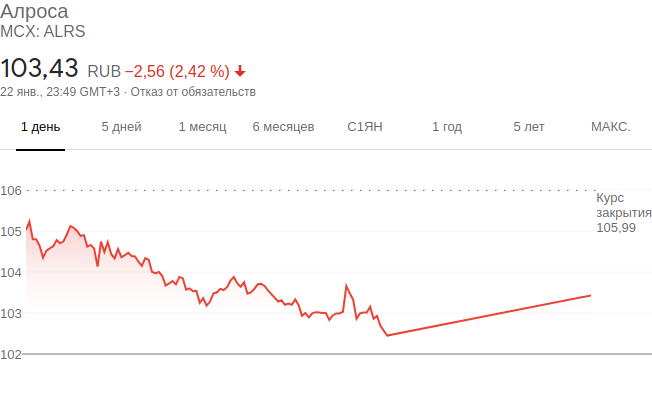 Алроса
MCX: ALRS
103,43 RUB −2,56 (2,42 %)
22 янв., 23:49 GMT+3 · Отказ от обязательств
1 день 5 дней 1 месяц 6 месяцев С1ЯН 1 год 5 лет МАКС.
106
Курс
закрытия
105,99
105
104
103
102